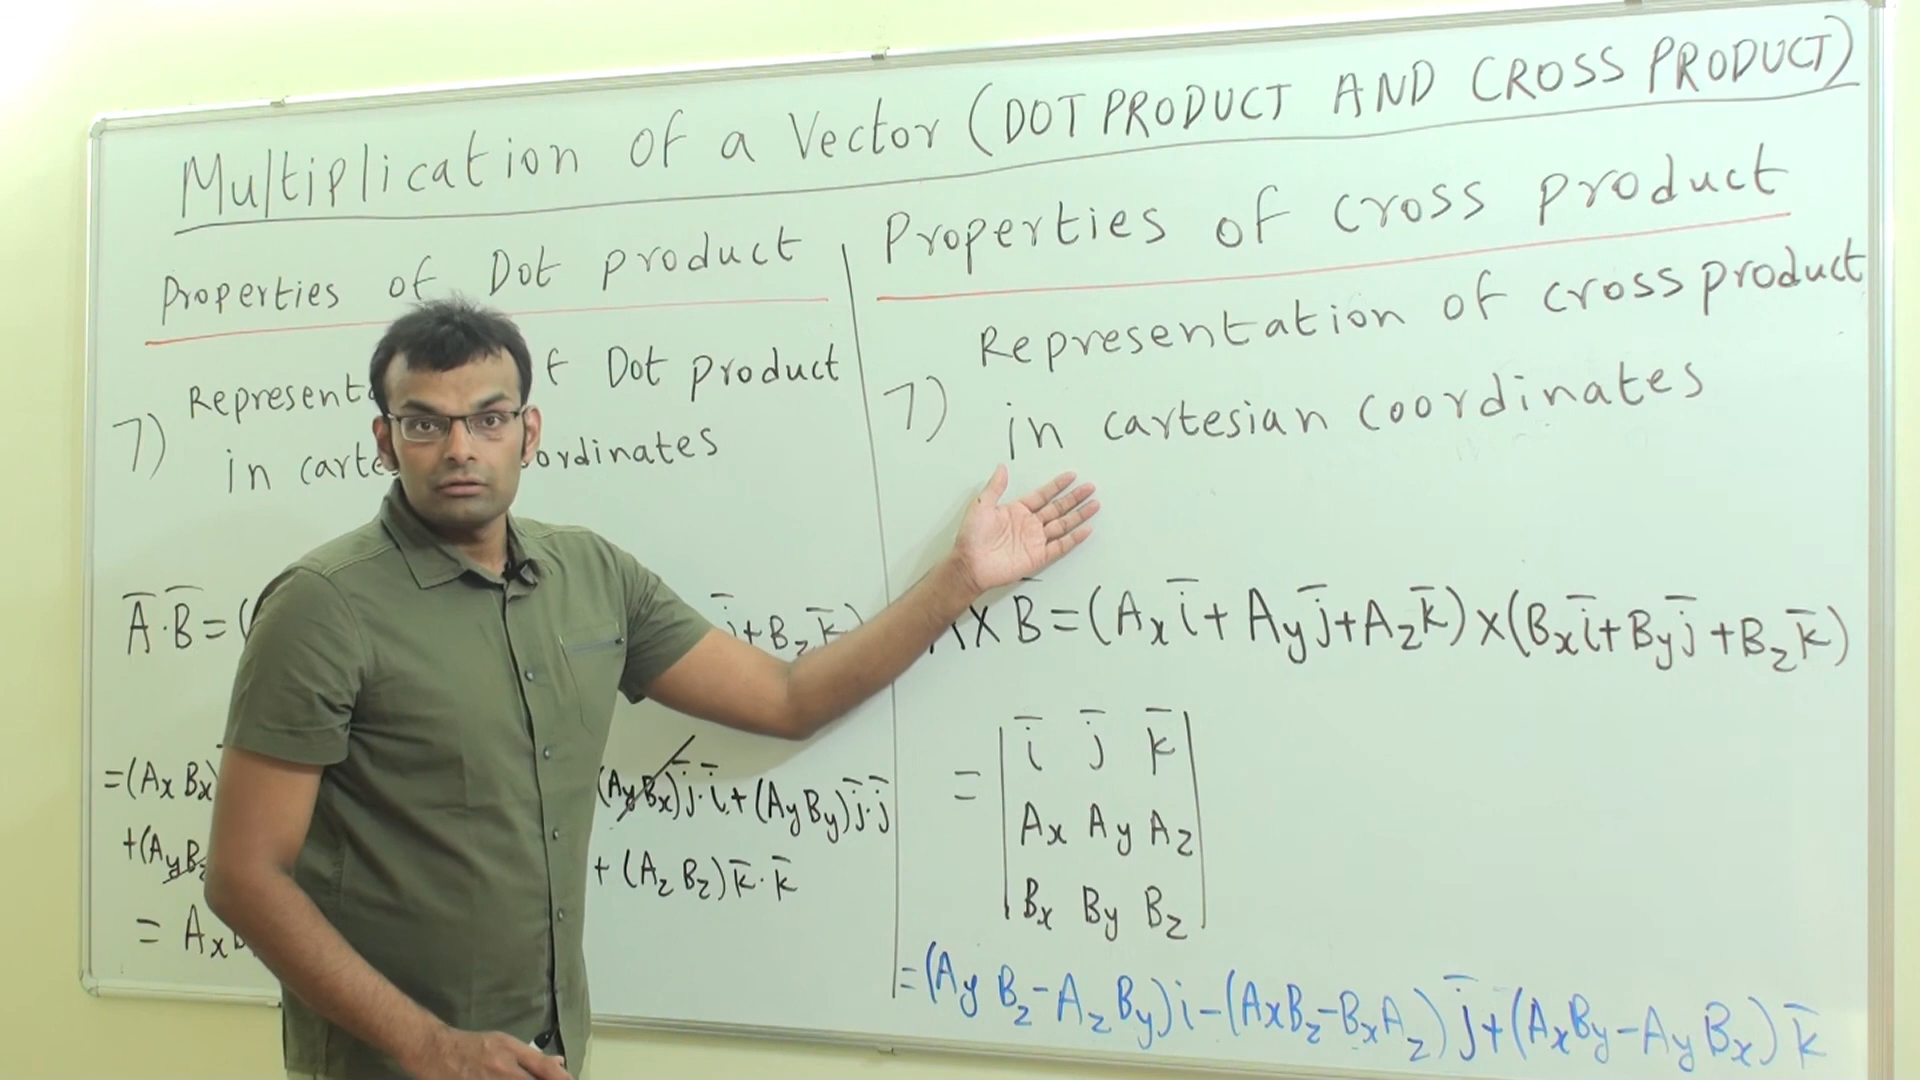 Multiplication of a Vector (DOT PRODUCT AND CROSS PRODUCT)
Properties of Dot product
7) Represent f Dot product
in carte ordinates
A̅·B̅=( j̅+B_z k̅)
=(A_x B_x) (A_y B_x) j̅·i̅+(A_y B_y) j̅·j̅
+(A_y B_z +(A_z B_z) k̅·k̅
= A_x B
Properties of cross product
Representation of cross product
7) in cartesian coordinates
X B̅=(A_x i̅+A_y j̅+A_z k̅)×(B_x i̅+B_y j̅+B_z k̅)
= | i̅ j̅ k̅ |
A_x A_y A_z
B_x B_y B_z
=(A_y B_z-A_z B_y)i-(A_x B_z-B_x A_z) j̅+(A_x B_y-A_y B_x) k̅